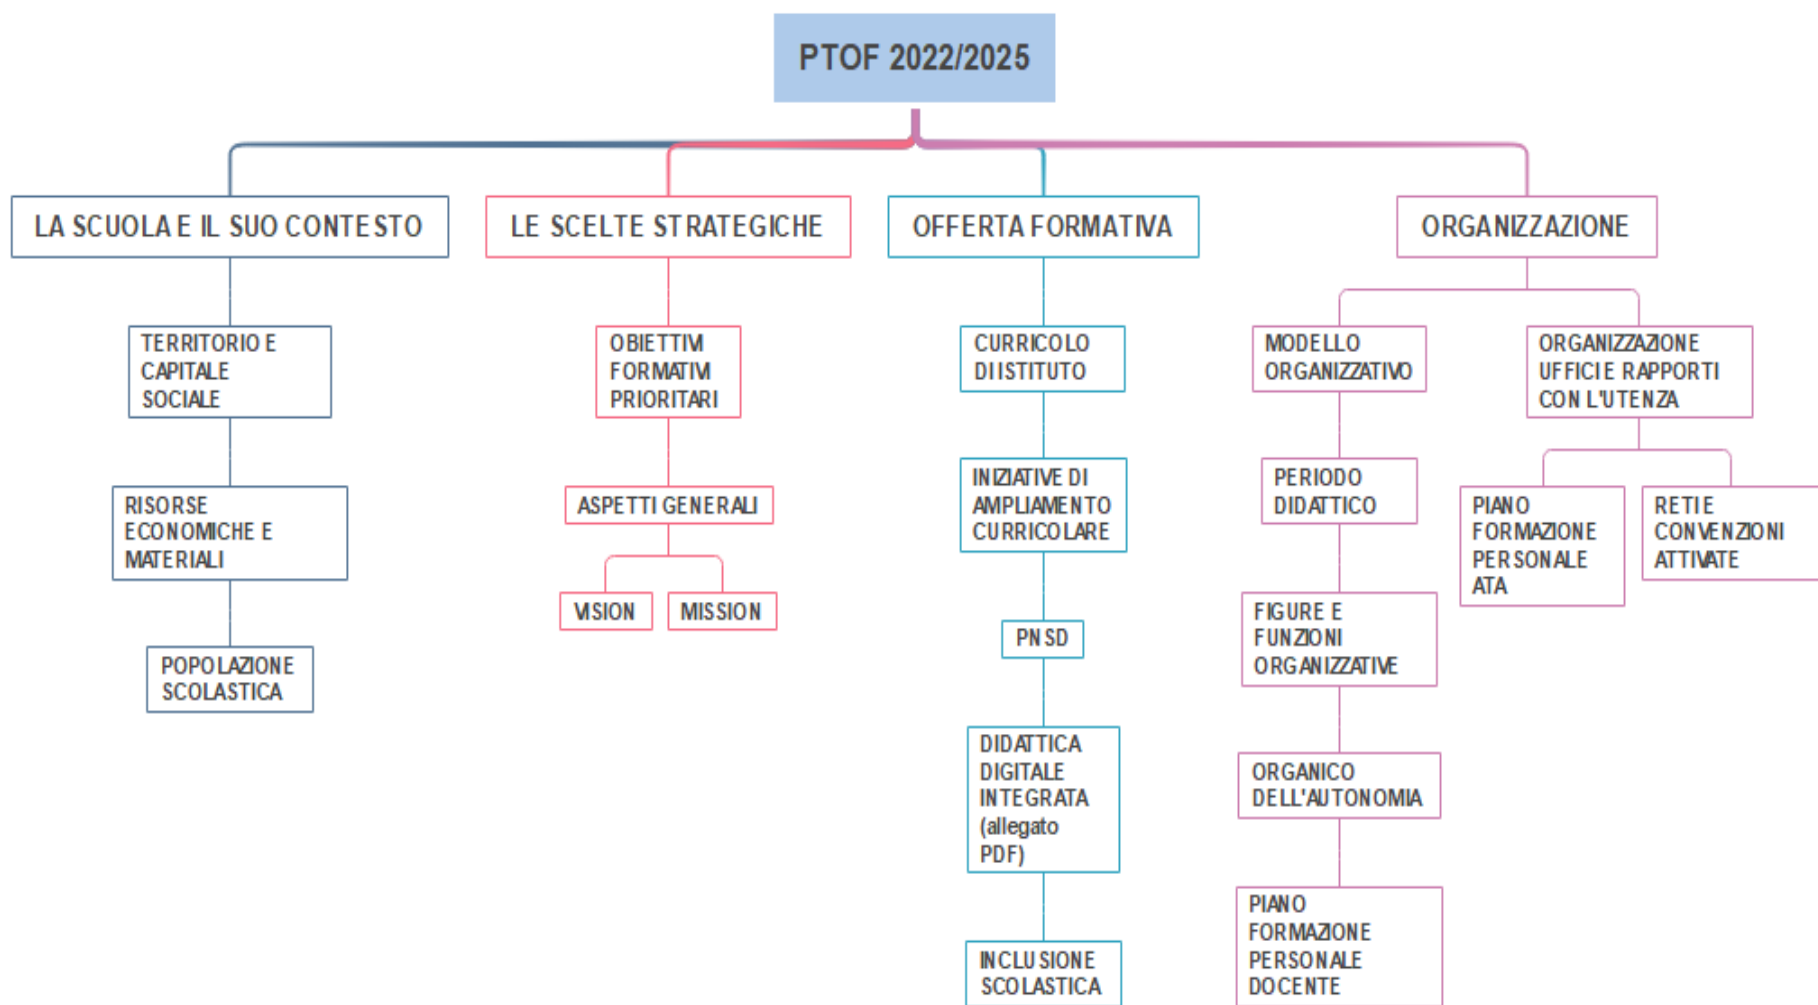 PTOF 2022/2025
LA SCUOLA E IL SUO CONTESTO
TERRITORIO E
CAPITALE
SOCIALE
RISORSE
ECONOMICHE E
MATERIALI
POPOLAZIONE
SCOLASTICA
LE SCELTE STRATEGICHE
OBIETTIVI
FORMATIVI
PRIORITARI
ASPETTI GENERALI
VISION
MISSION
OFFERTA FORMATIVA
CURRICOLO
DI ISTITUTO
INIZIATIVE DI
AMPLIAMENTO
CURRICOLARE
PNSD
DIDATTICA
DIGITALE
INTEGRATA
(allegato
PDF)
INCLUSIONE
SCOLASTICA
ORGANIZZAZIONE
MODELLO
ORGANIZZATIVO
PERIODO
DIDATTICO
FIGURE E
FUNZIONI
ORGANIZZATIVE
ORGANICO
DELL'AUTONOMIA
PIANO
FORMAZIONE
PERSONALE
DOCENTE
ORGANIZZAZIONE
UFFICI E RAPPORTI
CON L'UTENZA
PIANO
FORMAZIONE
PERSONALE
ATA
RETI E
CONVENZIONI
ATTIVATE